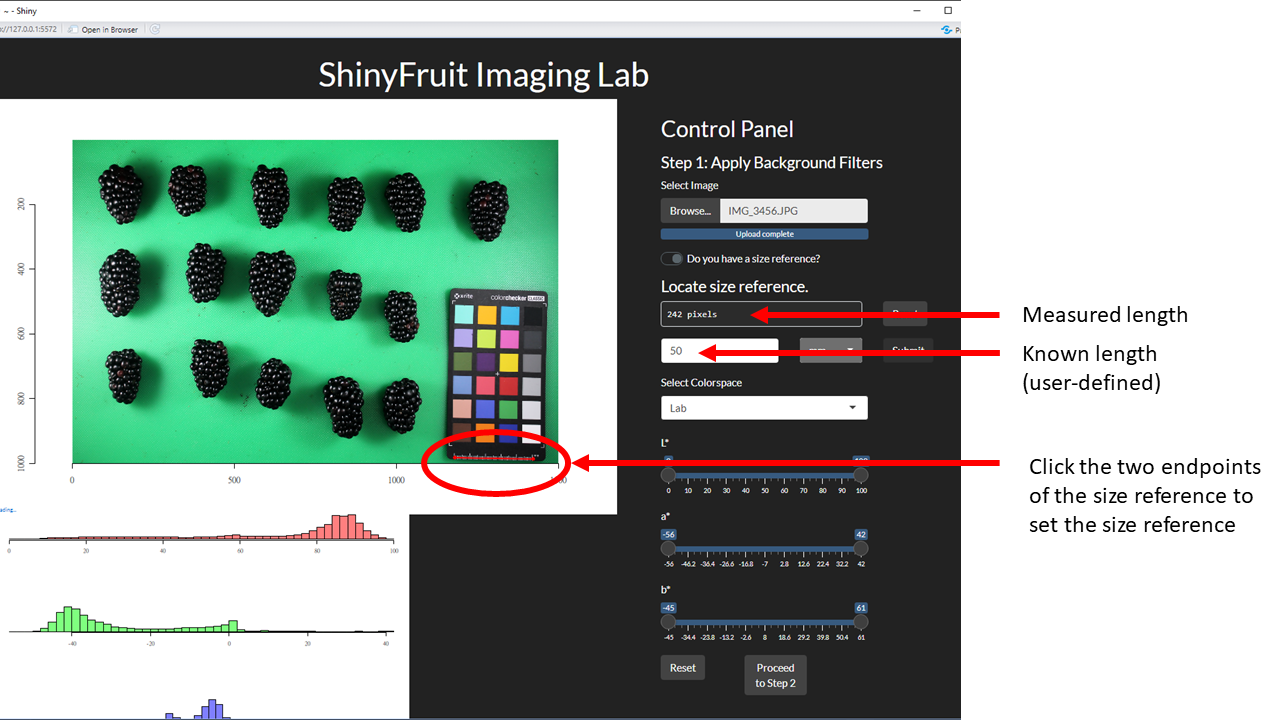 ~ - Shiny
://127.0.0.1:5572
Open in Browser
ShinyFruit Imaging Lab
Control Panel
Step 1: Apply Background Filters
Select Image
Browse...
IMG_3456.JPG
Upload complete
Do you have a size reference?
Locate size reference.
242 pixels
50
Select Colorspace
Lab
L*
0 10 20 30 40 50 60 70 80 90 100
a*
-56 42
-56 -46.2 -36.4 -26.6 -16.8 -7 2.8 12.6 22.4 32.2 42
b*
-45 61
-45 -34.4 -23.8 -13.2 -2.6 8 18.6 29.2 39.8 50.4 61
Reset
Proceed
to Step 2
Measured length
Known length
(user-defined)
Click the two endpoints
of the size reference to
set the size reference
200
400
600
800
1000
0 500 1000
x-rite
colorchecker CLASSIC
0 20 40 60 80 100
-40 -20 0 20 40